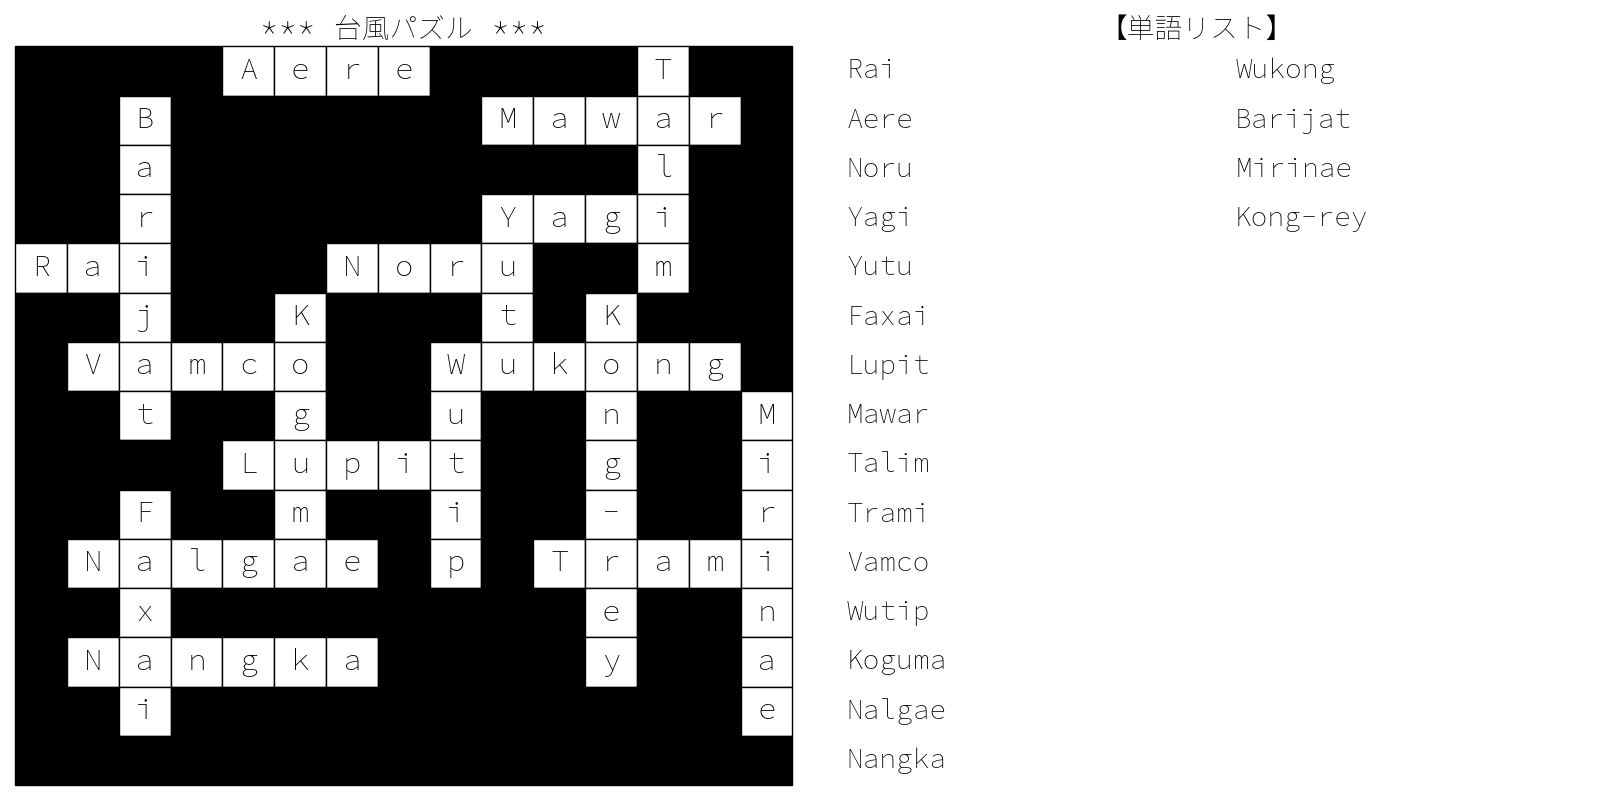 *** 台風パズル ***
【単語リスト】
A e r e T
B M a w a r
a l
r Y a g i
R a i N o r u m
j K t K
V a m c o W u k o n g
t g u n M
L u p i t g i
F m i - r
N a l g a e p T r a m i
x e n
N a n g k a y a
i e
Rai Wukong
Aere Barijat
Noru Mirinae
Yagi Kong-rey
Yutu
Faxai
Lupit
Mawar
Talim
Trami
Vamco
Wutip
Koguma
Nalgae
Nangka